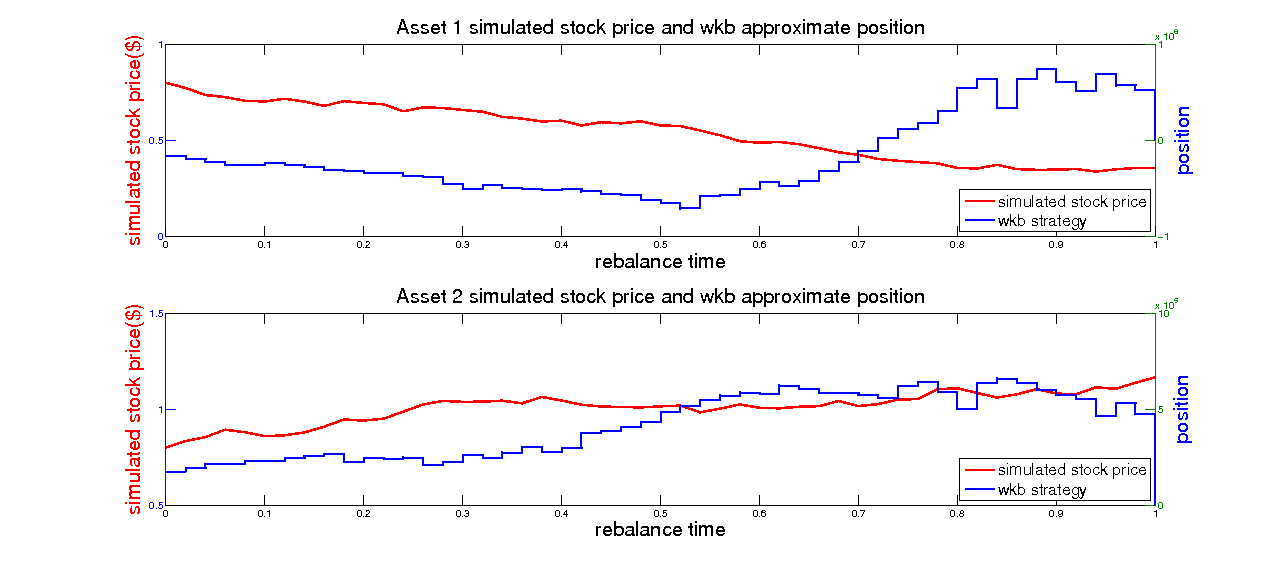 Asset 1 simulated stock price and wkb approximate position
x 10^6
1
0.5
0
1
0
-1
simulated stock price($)
position
simulated stock price
wkb strategy
0 0.1 0.2 0.3 0.4 0.5 0.6 0.7 0.8 0.9 1
rebalance time
Asset 2 simulated stock price and wkb approximate position
x 10^5
1.5
1
0.5
10
5
0
simulated stock price($)
position
simulated stock price
wkb strategy
0 0.1 0.2 0.3 0.4 0.5 0.6 0.7 0.8 0.9 1
rebalance time